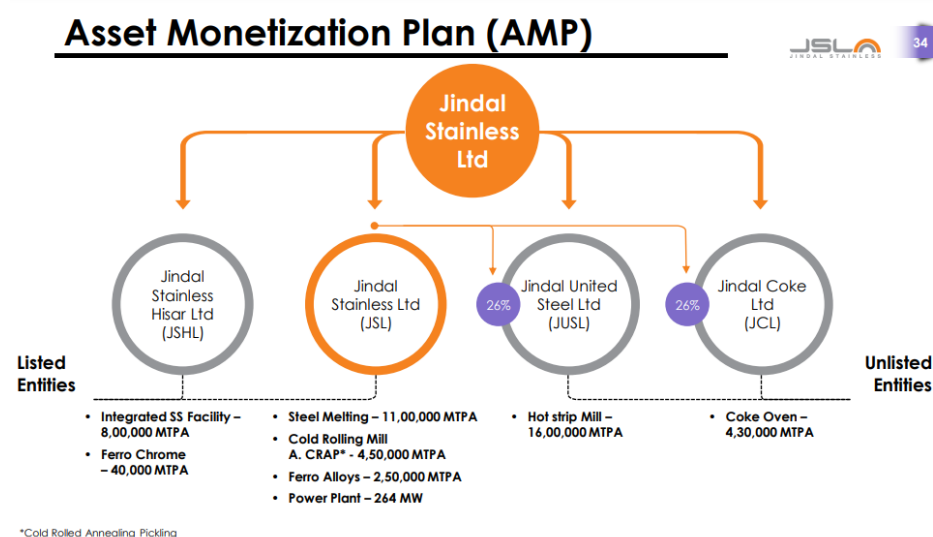 Asset Monetization Plan (AMP)
JSL
JINDAL STAINLESS
34
Jindal
Stainless
Ltd
Jindal
Stainless
Hisar Ltd
(JSHL)
Jindal
Stainless Ltd
(JSL)
26%
Jindal United
Steel Ltd
(JUSL)
26%
Jindal Coke
Ltd
(JCL)
Listed
Entities
Unlisted
Entities
• Integrated SS Facility –
8,00,000 MTPA
• Ferro Chrome
– 40,000 MTPA
• Steel Melting – 11,00,000 MTPA
• Cold Rolling Mill
A. CRAP* - 4,50,000 MTPA
• Ferro Alloys – 2,50,000 MTPA
• Power Plant – 264 MW
• Hot strip Mill –
16,00,000 MTPA
• Coke Oven –
4,30,000 MTPA
*Cold Rolled Annealing Pickling